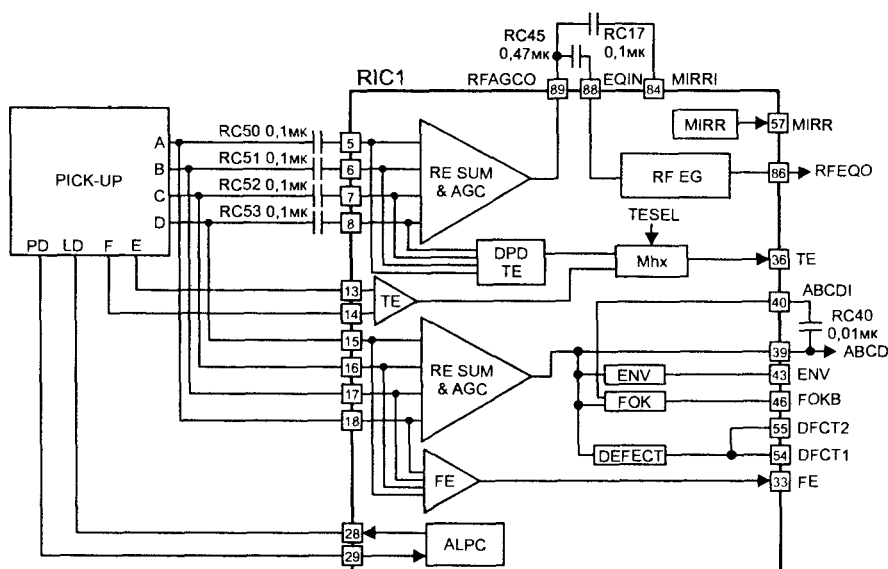 RC45
0,47мк
RC17
0,1мк
RIC1
RFAGCO
89
88
EQIN
84
MIRRI
PICK-UP
A
B
C
D
PD
LD
F
E
RC50 0,1мк
RC51 0,1мк
RC52 0,1мк
RC53 0,1мк
5
6
7
8
RE SUM
& AGC
MIRR
57
MIRR
RF EG
86
RFEQO
TESEL
DPD
TE
Mhx
36
TE
13
14
TE
40
ABCDI
RC40
0,01мк
15
16
17
18
RE SUM
& AGC
39
ABCD
ENV
43
ENV
FOK
46
FOKB
55
DFCT2
DEFECT
54
DFCT1
FE
33
FE
28
29
ALPC